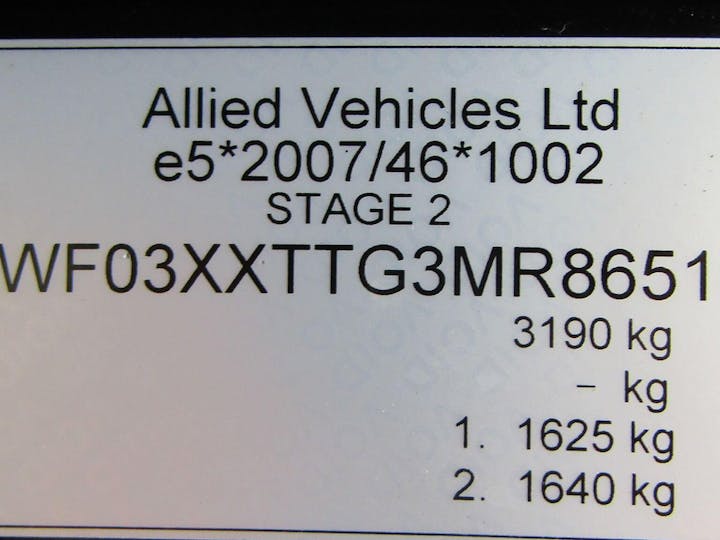 Allied Vehicles Ltd
e5*2007/46*1002
STAGE 2
WF03XXTTG3MR8651
3190 kg
– kg
1. 1625 kg
2. 1640 kg